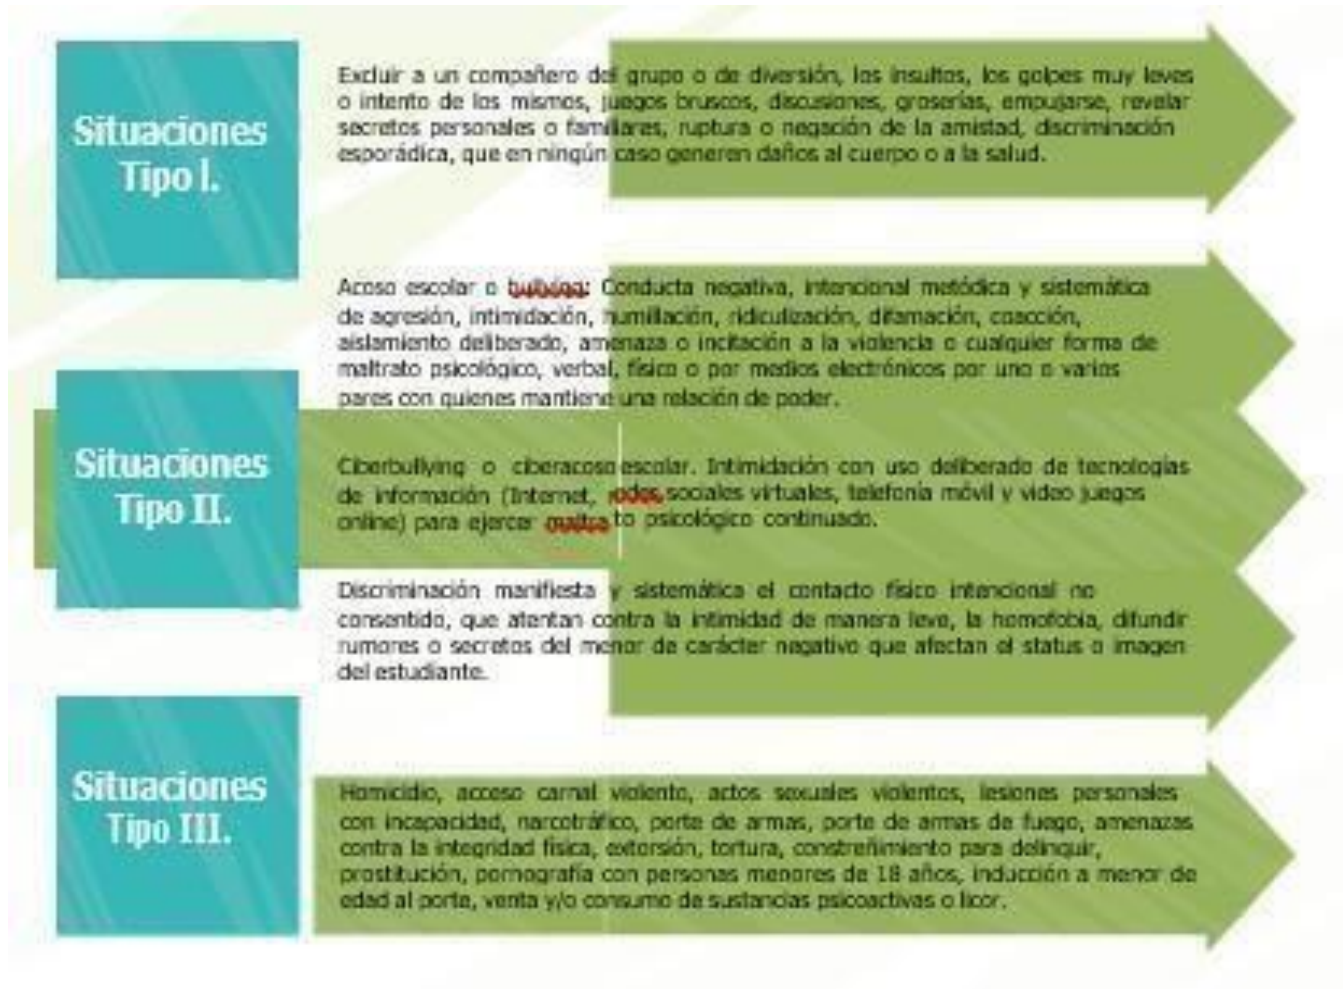 Situaciones
Tipo I.
Excluir a un compañero del grupo o de diversión, los insultos, los golpes muy leves
o intento de los mismos, juegos bruscos, discusiones, groserías, empujarse, revelar
secretos personales o familiares, ruptura o negación de la amistad, discriminación
esporádica, que en ningún caso generen daños al cuerpo o a la salud.
Situaciones
Tipo II.
Acoso escolar o bullying: Conducta negativa, intencional metódica y sistemática
de agresión, intimidación, humillación, ridiculización, difamación, coacción,
aislamiento deliberado, amenaza o incitación a la violencia o cualquier forma de
maltrato psicológico, verbal, físico o por medios electrónicos por uno o varios
pares con quienes mantiene una relación de poder.
Ciberbullying o ciberacoso escolar. Intimidación con uso deliberado de tecnologías
de información (Internet, redes sociales virtuales, telefonía móvil y video juegos
online) para ejercer maltra to psicológico continuado.
Discriminación manifiesta y sistemática el contacto físico intencional no
consentido, que atentan contra la intimidad de manera leve, la homofobia, difundir
rumores o secretos del menor de carácter negativo que afectan el status o imagen
del estudiante.
Situaciones
Tipo III.
Homicidio, acceso carnal violento, actos sexuales violentos, lesiones personales
con incapacidad, narcotráfico, porte de armas, porte de armas de fuego, amenazas
contra la integridad física, extorsión, tortura, constreñimiento para delinquir,
prostitución, pornografía con personas menores de 18 años, inducción a menor de
edad al porte, venta y/o consumo de sustancias psicoactivas o licor.